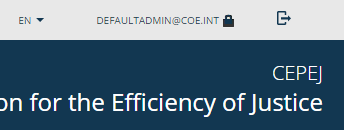 EN DEFAULTADMIN@COE.INT
CEPEJ
on for the Efficiency of Justice